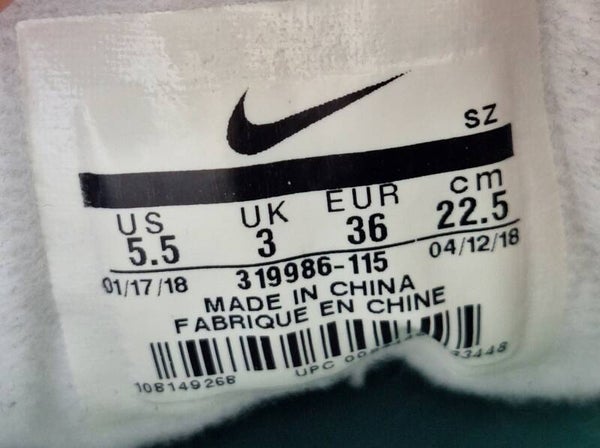 SZ
US UK EUR cm
5.5 3 36 22.5
01/17/18 319986-115 04/12/18
MADE IN CHINA
FABRIQUE EN CHINE
108149268 UPC